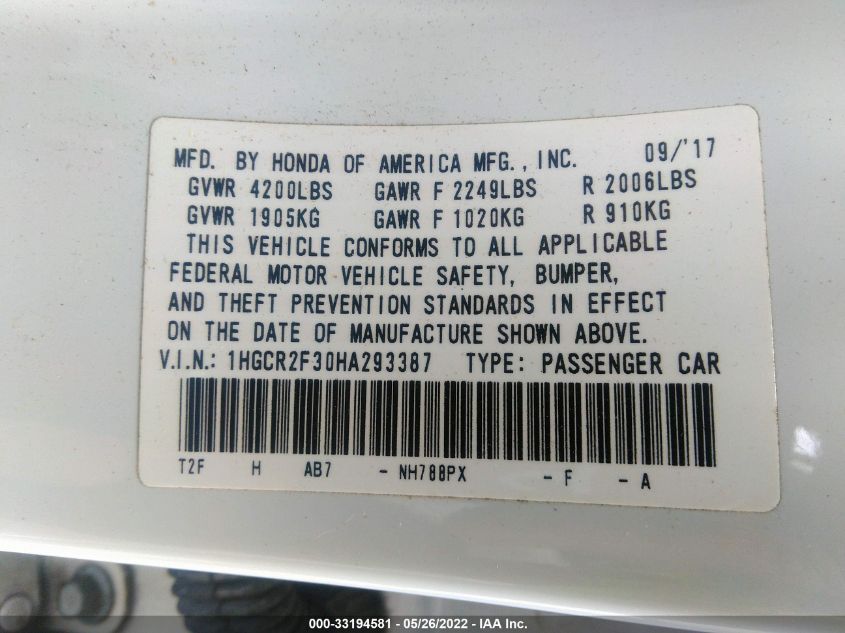 MFD. BY HONDA OF AMERICA MFG., INC. 09/'17
GVWR 4200LBS GAWR F 2249LBS R 2006LBS
GVWR 1905KG GAWR F 1020KG R 910KG
THIS VEHICLE CONFORMS TO ALL APPLICABLE
FEDERAL MOTOR VEHICLE SAFETY, BUMPER,
AND THEFT PREVENTION STANDARDS IN EFFECT
ON THE DATE OF MANUFACTURE SHOWN ABOVE.
V.I.N.: 1HGCR2F30HA293387 TYPE: PASSENGER CAR
T2F H AB7 - NH788PX - F - A
000-33194581 - 05/26/2022 - IAA Inc.